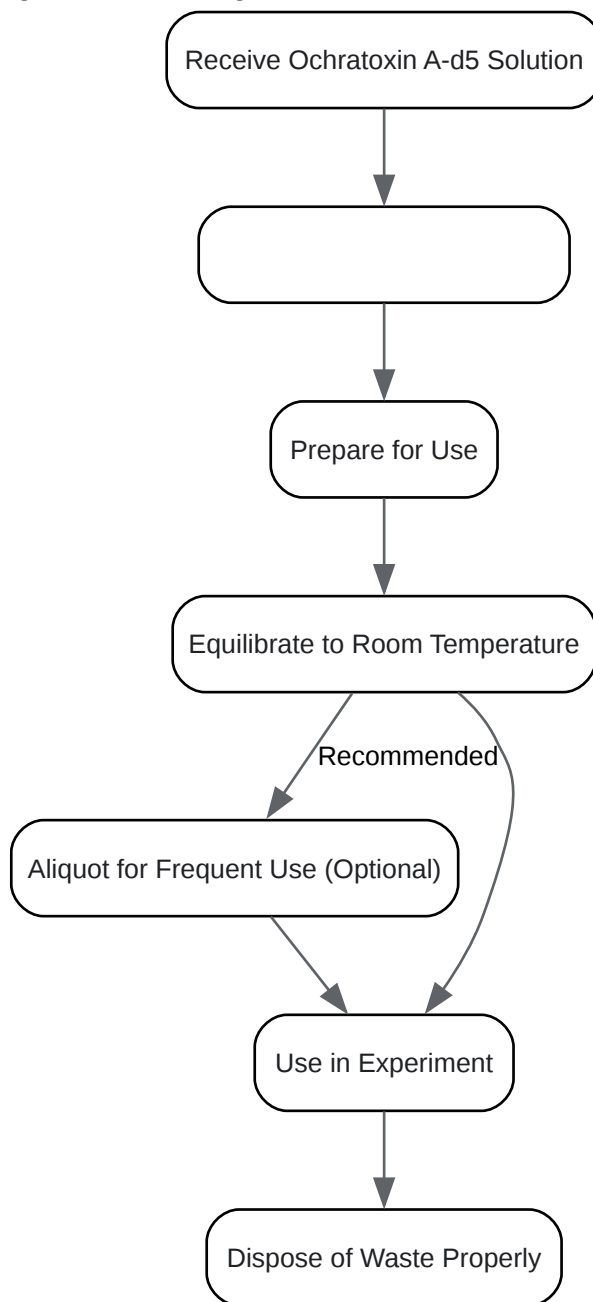 Receive Ochratoxin A-d5 Solution
Prepare for Use
Equilibrate to Room Temperature
Recommended
Aliquot for Frequent Use (Optional)
Use in Experiment
Dispose of Waste Properly